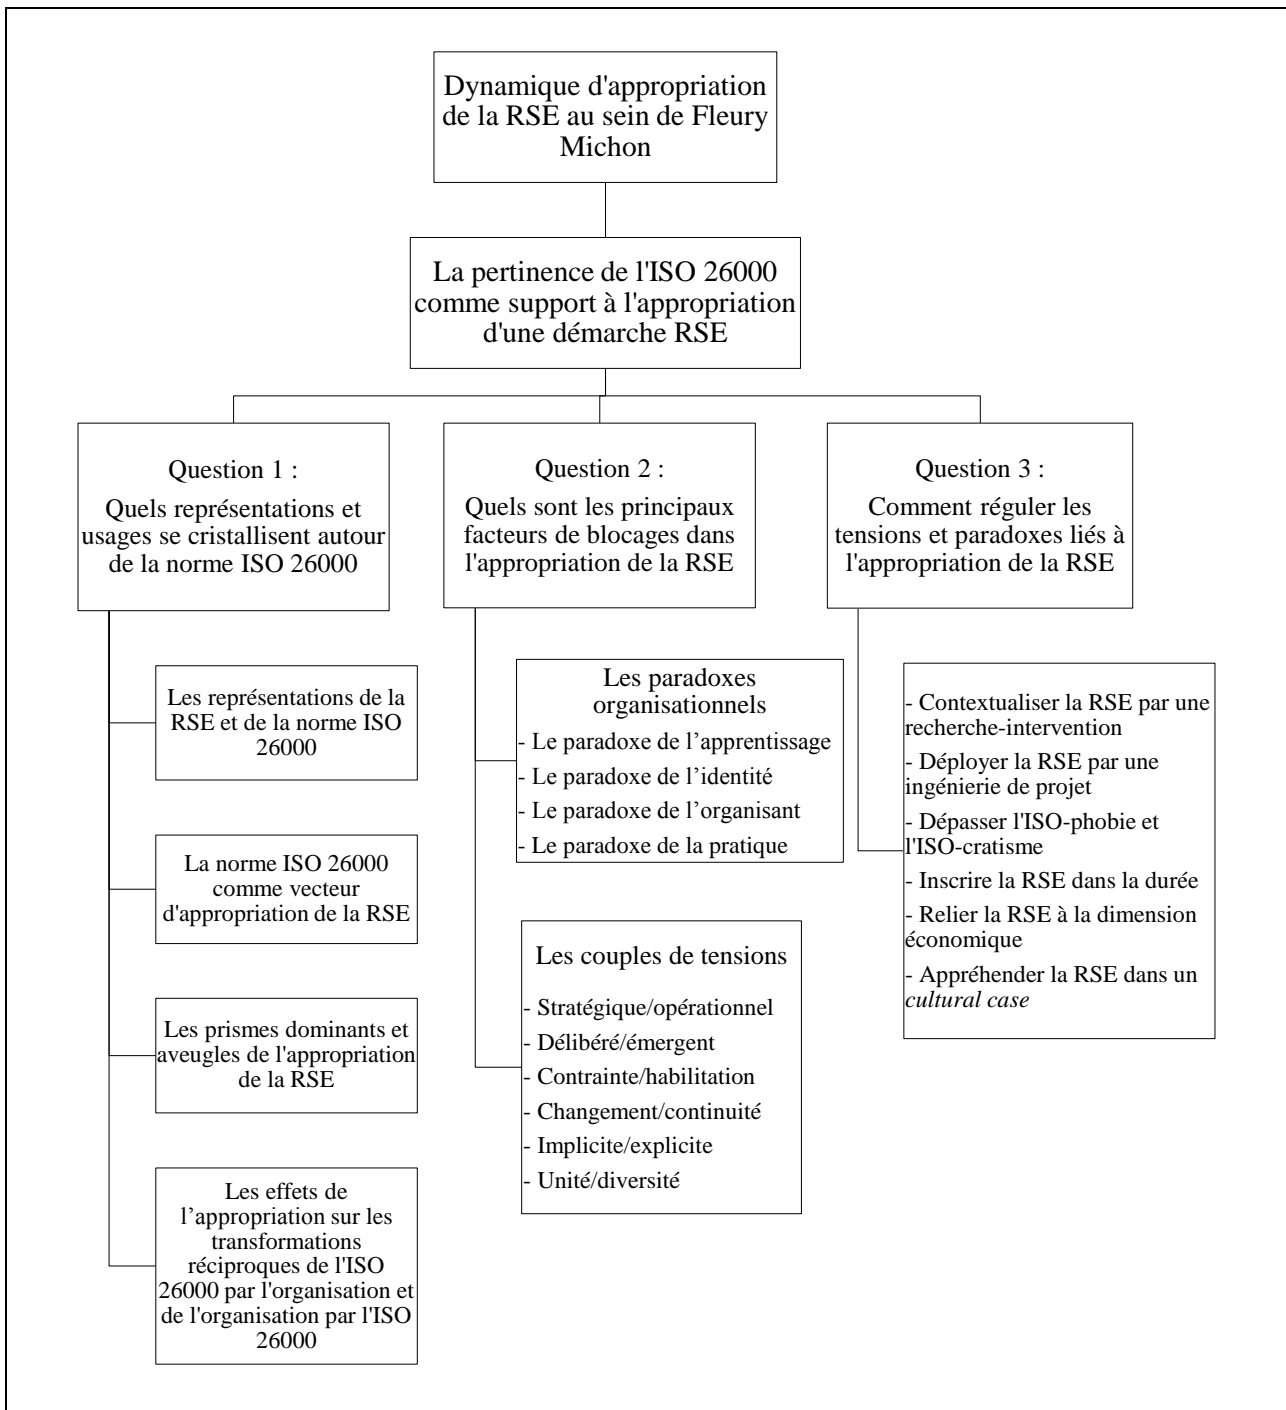 Dynamique d'appropriation
de la RSE au sein de Fleury
Michon
La pertinence de l'ISO 26000
comme support à l'appropriation
d'une démarche RSE
Question 1 :
Quels représentations et
usages se cristallisent autour
de la norme ISO 26000
Les représentations de la
RSE et de la norme ISO
26000
La norme ISO 26000
comme vecteur
d'appropriation de la RSE
Les prismes dominants et
aveugles de l'appropriation
de la RSE
Les effets de
l’appropriation sur les
transformations
réciproques de l'ISO
26000 par l'organisation et
de l'organisation par l'ISO
26000
Question 2 :
Quels sont les principaux
facteurs de blocages dans
l'appropriation de la RSE
Les paradoxes
organisationnels
- Le paradoxe de l’apprentissage
- Le paradoxe de l’identité
- Le paradoxe de l’organisant
- Le paradoxe de la pratique
Les couples de tensions
- Stratégique/opérationnel
- Délibéré/émergent
- Contrainte/habilitation
- Changement/continuité
- Implicite/explicite
- Unité/diversité
Question 3 :
Comment réguler les
tensions et paradoxes liés à
l'appropriation de la RSE
- Contextualiser la RSE par une
recherche-intervention
- Déployer la RSE par une
ingénierie de projet
- Dépasser l'ISO-phobie et
l'ISO-cratisme
- Inscrire la RSE dans la durée
- Relier la RSE à la dimension
économique
- Appréhender la RSE dans un
cultural case